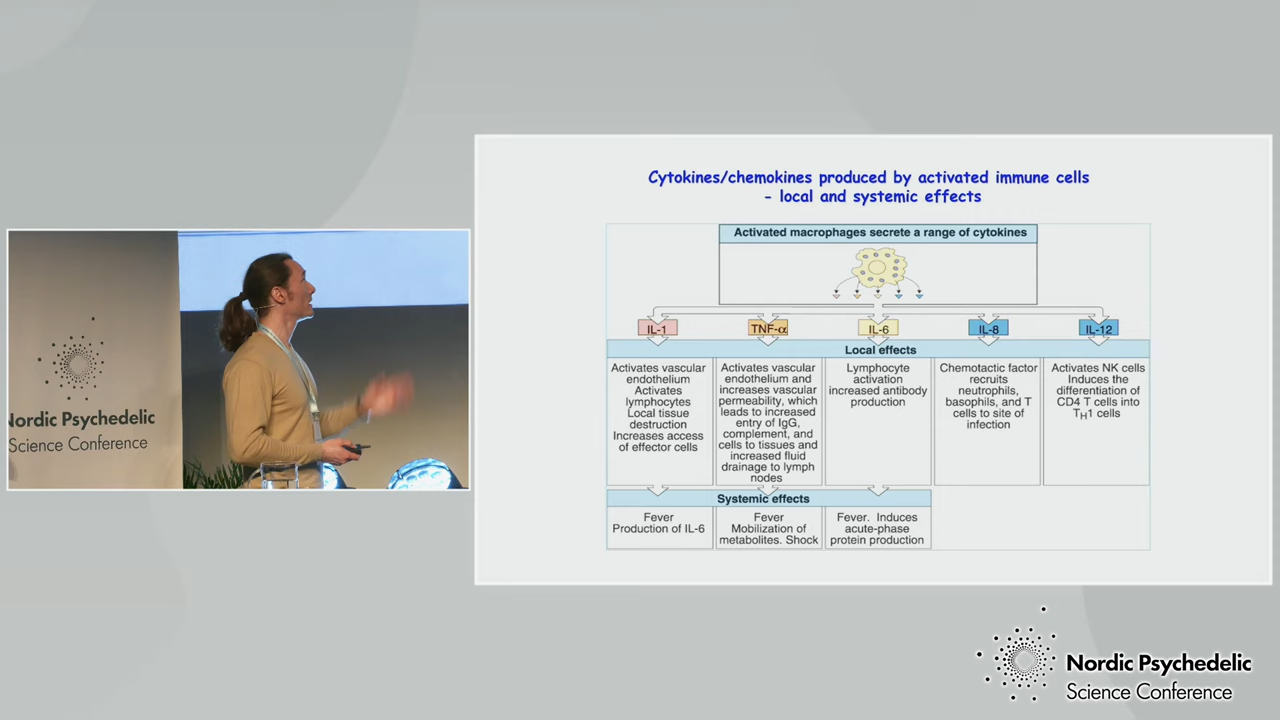 Cytokines/chemokines produced by activated immune cells
- local and systemic effects
Activated macrophages secrete a range of cytokines
IL-1
TNF-α
IL-6
IL-8
IL-12
Local effects
Activates vascular
endothelium
Activates
lymphocytes
Local tissue
destruction
Increases access
of effector cells
Activates vascular
endothelium and
increases vascular
permeability, which
leads to increased
entry of IgG,
complement, and
cells to tissues and
increased fluid
drainage to lymph
nodes
Lymphocyte
activation
increased antibody
production
Chemotactic factor
recruits
neutrophils,
basophils, and T
cells to site of
infection
Activates NK cells
Induces the
differentiation of
CD4 T cells into
TH1 cells
Systemic effects
Fever
Production of IL-6
Fever
Mobilization of
metabolites. Shock
Fever. Induces
acute-phase
protein production
Nordic Psychedelic
Science Conference
Nordic Psychedelic
Science Conference